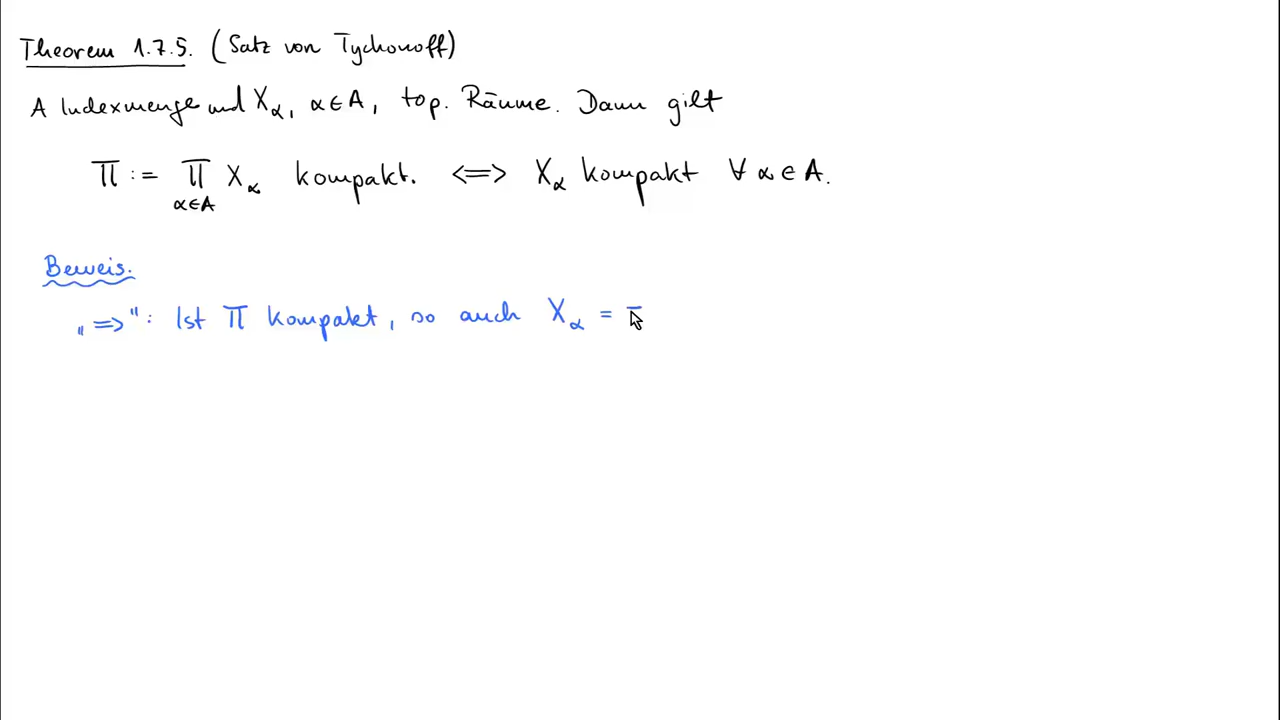 Theorem 1.7.5. (Satz von Tychonoff)
A Indexmenge und X_α, α∈A, top. Räume. Dann gilt
Π := Π_{α∈A} X_α kompakt. <=> X_α kompakt ∀ α∈A.
Beweis.
„=>“: Ist Π kompakt, so auch X_α =